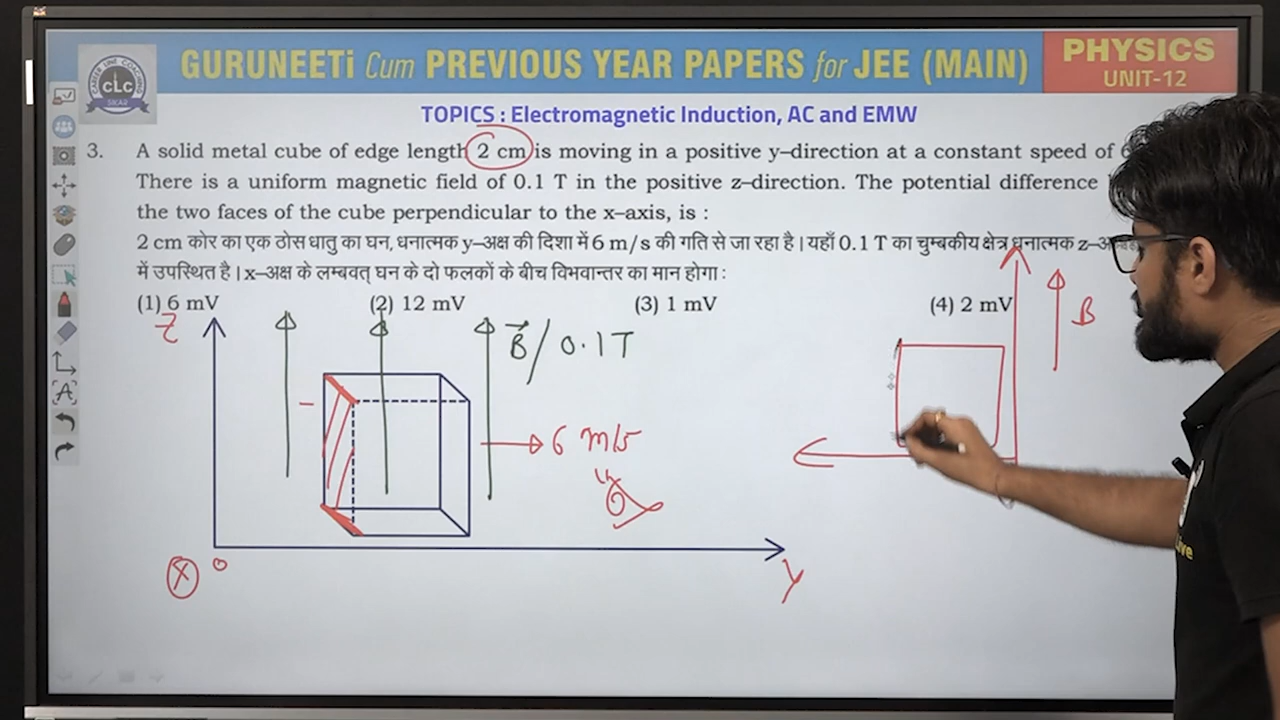 GURUNEETi Cum PREVIOUS YEAR PAPERS for JEE (MAIN)
PHYSICS
UNIT-12
CLC
SIKAR
TOPICS : Electromagnetic Induction, AC and EMW
3. A solid metal cube of edge length 2 cm is moving in a positive y–direction at a constant speed of
There is a uniform magnetic field of 0.1 T in the positive z–direction. The potential difference
the two faces of the cube perpendicular to the x–axis, is :
2 cm कोर का एक ठोस धातु का घन, धनात्मक y–अक्ष की दिशा में 6 m/s की गति से जा रहा है। यहाँ 0.1 T का चुम्बकीय क्षेत्र धनात्मक z–
में उपस्थित है। x–अक्ष के लम्बवत् घन के दो फलकों के बीच विभवान्तर का मान होगा :
(1) 6 mV (2) 12 mV (3) 1 mV (4) 2 mV
Z
B / 0.1T
B
6 m/s
X
Y